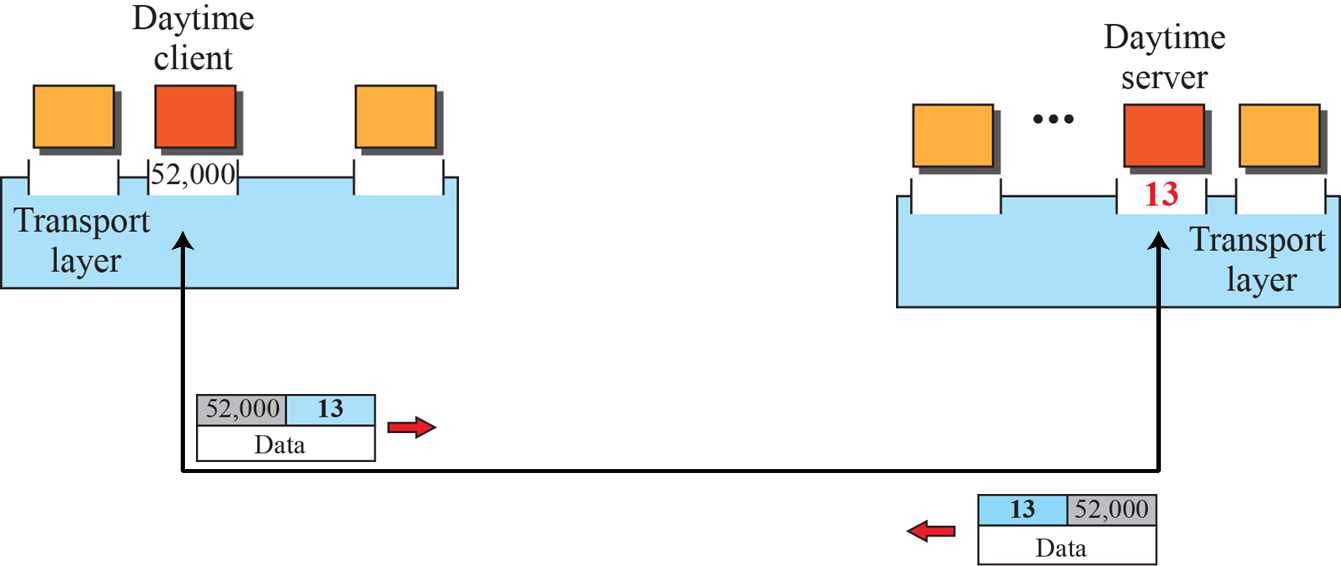 Daytime
client
52,000
Transport
layer
Daytime
server
•••
13
Transport
layer
52,000 13
Data
13 52,000
Data